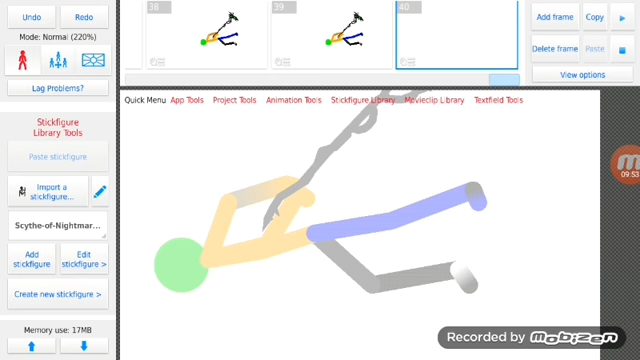 Undo Redo
Mode: Normal (220%)
Lag Problems?
Stickfigure
Library Tools
Paste stickfigure
Import a
stickfigure...
Scythe-of-Nightmar...
Add
stickfigure
Edit
stickfigure >
Create new stickfigure >
Memory use: 17MB
38 39 40
Add frame Copy
Delete frame Paste
View options
Quick Menu App Tools Project Tools Animation Tools Stickfigure Library Movieclip Library Textfield Tools
09:53
Recorded by Mobizen